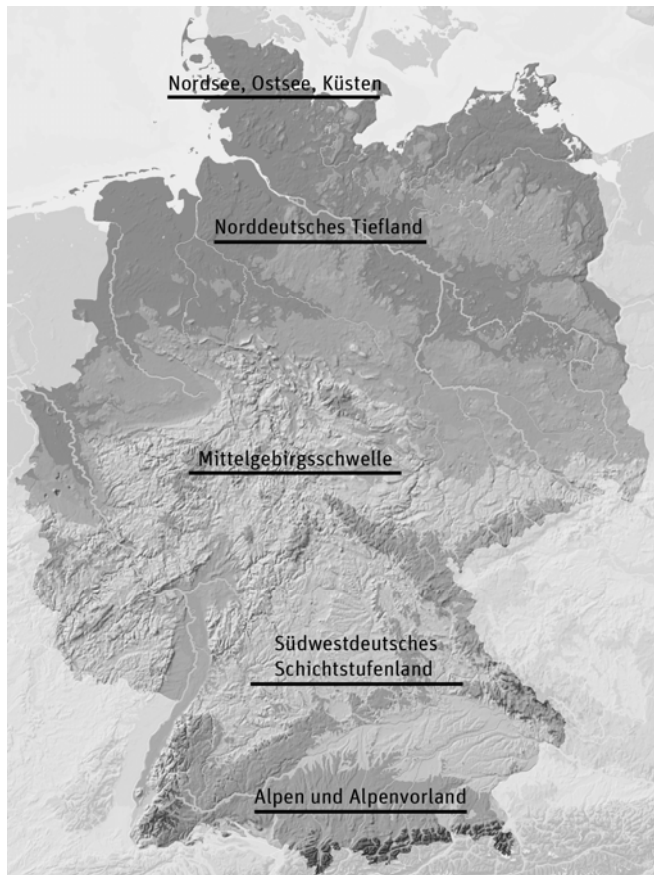 Nordsee, Ostsee, Küsten
Norddeutsches Tiefland
Mittelgebirgsschwelle
Südwestdeutsches
Schichtstufenland
Alpen und Alpenvorland